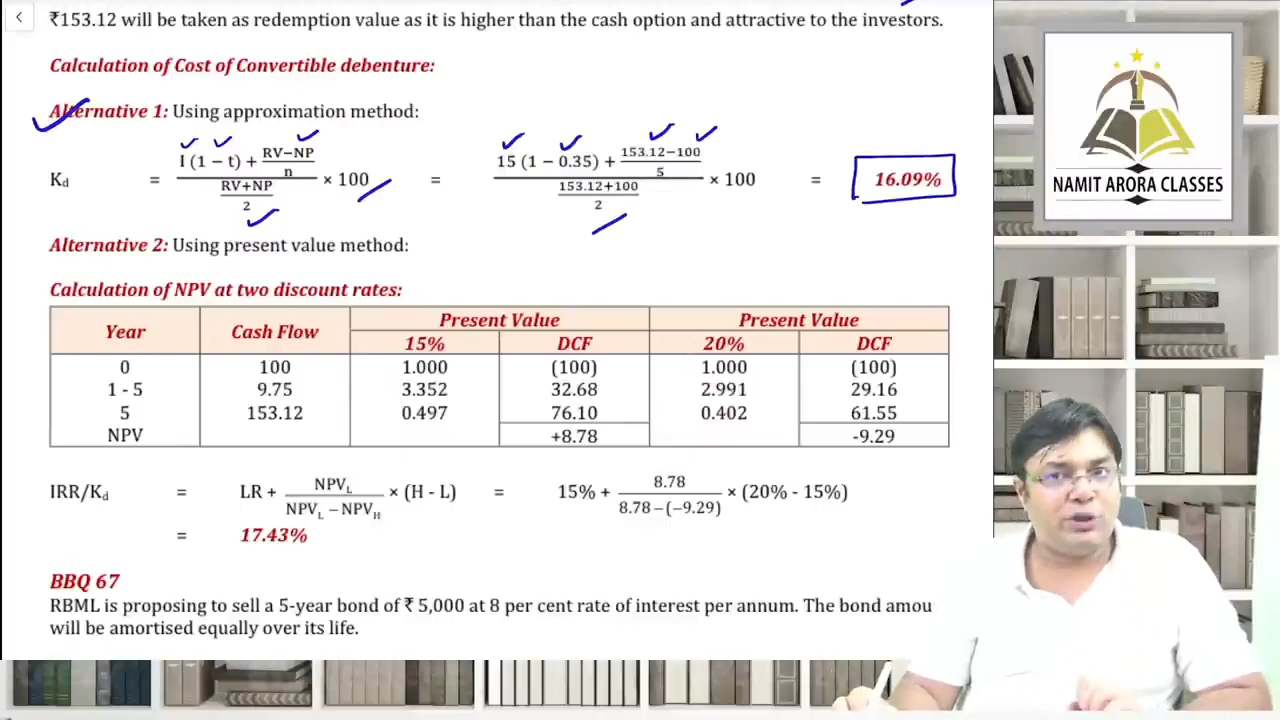 ₹153.12 will be taken as redemption value as it is higher than the cash option and attractive to the investors.
Calculation of Cost of Convertible debenture:
Alternative 1: Using approximation method:
K_d = (I (1 − t) + (RV−NP)/n) / ((RV+NP)/2) × 100 = (15 (1 − 0.35) + (153.12−100)/5) / ((153.12+100)/2) × 100 = 16.09%
Alternative 2: Using present value method:
Calculation of NPV at two discount rates:
Year Cash Flow Present Value Present Value
15% DCF 20% DCF
0 100 1.000 (100) 1.000 (100)
1 - 5 9.75 3.352 32.68 2.991 29.16
5 153.12 0.497 76.10 0.402 61.55
NPV +8.78 -9.29
IRR/K_d = LR + NPV_L / (NPV_L − NPV_H) × (H - L) = 15% + 8.78 / (8.78−(−9.29)) × (20% - 15%)
= 17.43%
BBQ 67
RBML is proposing to sell a 5-year bond of ₹ 5,000 at 8 per cent rate of interest per annum. The bond amou
will be amortised equally over its life.
NAMIT ARORA CLASSES